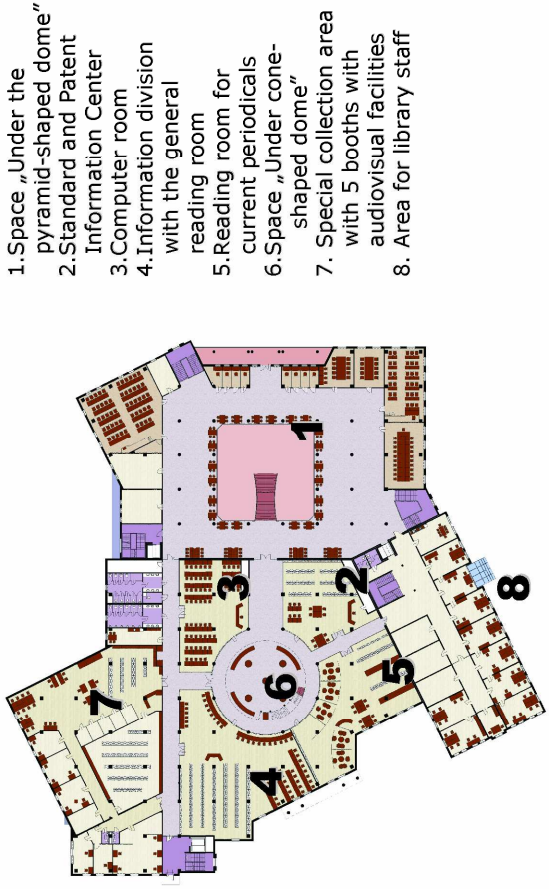 1.Space „Under the
pyramid-shaped dome”
2.Standard and Patent
Information Center
3.Computer room
4.Information division
with the general
reading room
5.Reading room for
current periodicals
6.Space „Under cone-
shaped dome”
7. Special collection area
with 5 booths with
audiovisual facilities
8. Area for library staff
1
2
3
4
5
6
7
8